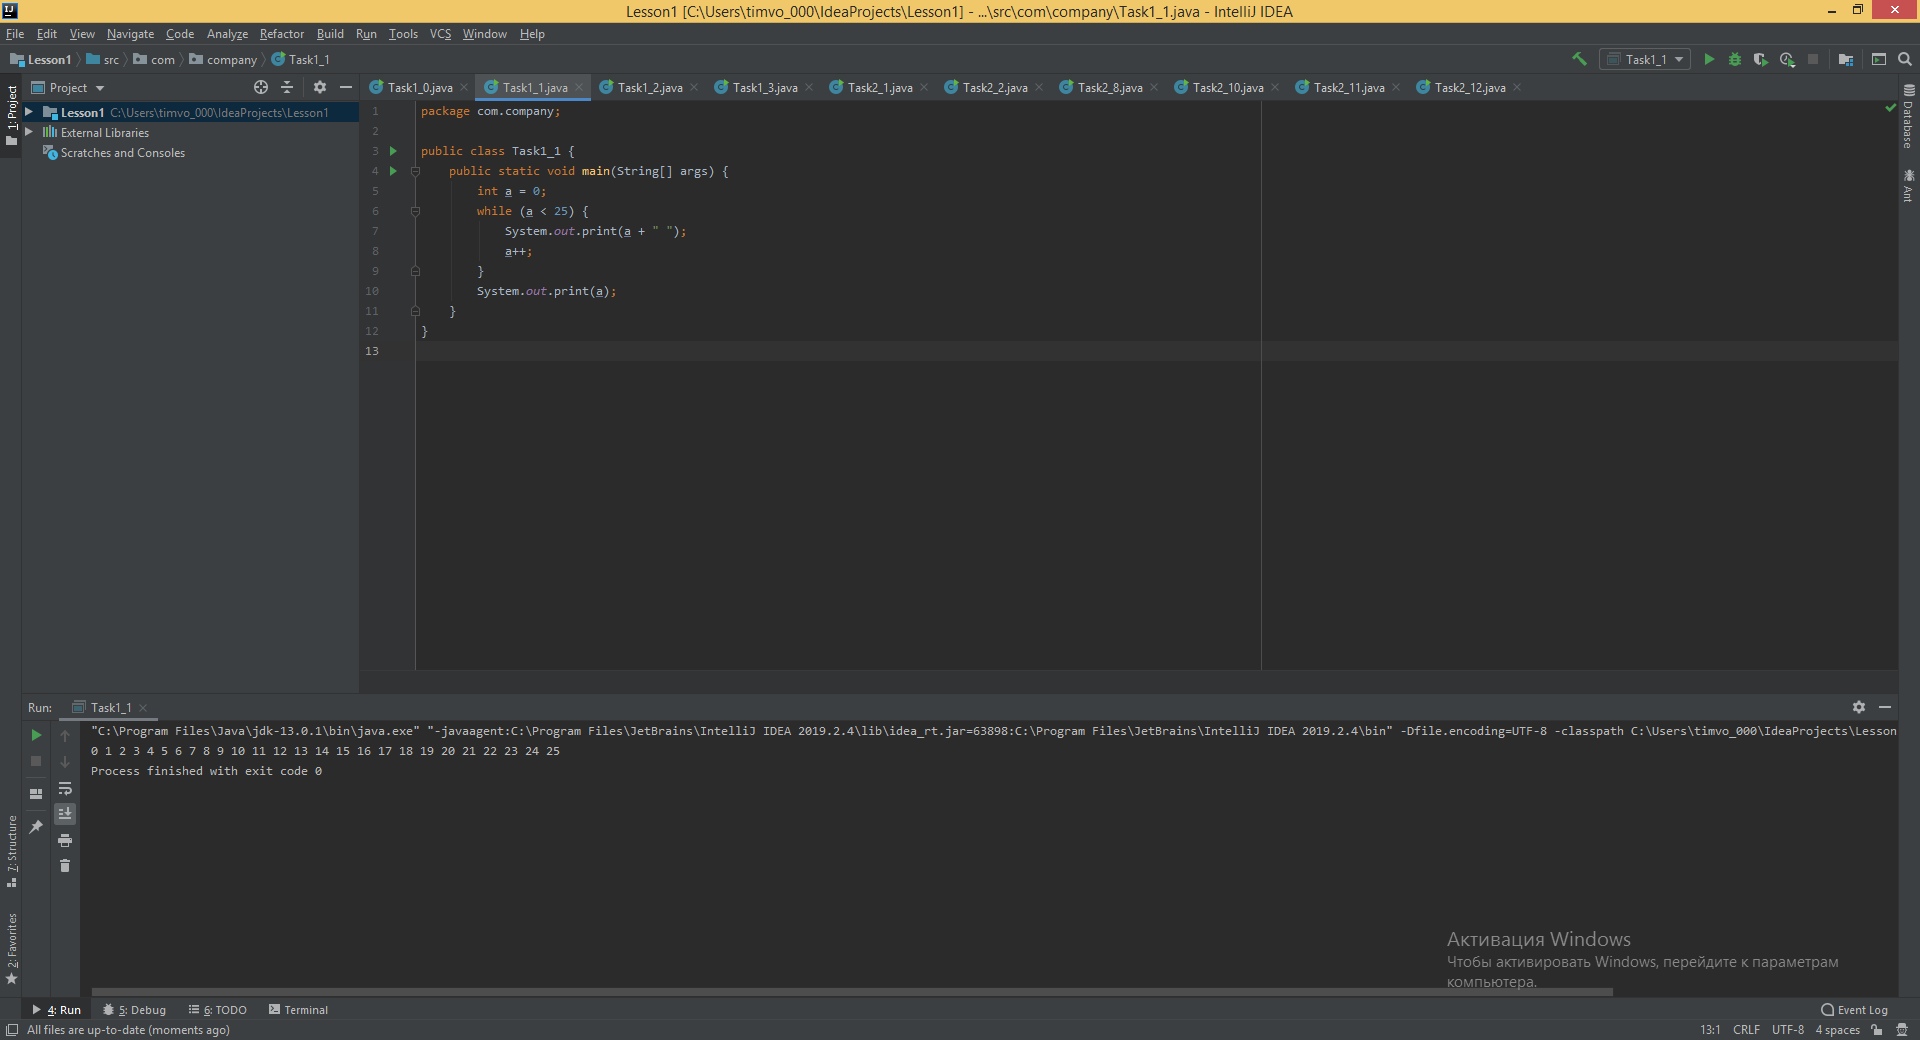 Lesson1 [C:\Users\timvo_000\IdeaProjects\Lesson1] - ...\src\com\company\Task1_1.java - IntelliJ IDEA
File Edit View Navigate Code Analyze Refactor Build Run Tools VCS Window Help
Lesson1 src com company Task1_1 Task1_1
1: Project
Project
Task1_0.java Task1_1.java Task1_2.java Task1_3.java Task2_1.java Task2_2.java Task2_8.java Task2_10.java Task2_11.java Task2_12.java
Lesson1 C:\Users\timvo_000\IdeaProjects\Lesson1
External Libraries
Scratches and Consoles
1 package com.company;
2
3 public class Task1_1 {
4 public static void main(String[] args) {
5 int a = 0;
6 while (a < 25) {
7 System.out.print(a + " ");
8 a++;
9 }
10 System.out.print(a);
11 }
12 }
13
Database
Ant
Run: Task1_1
"C:\Program Files\Java\jdk-13.0.1\bin\java.exe" "-javaagent:C:\Program Files\JetBrains\IntelliJ IDEA 2019.2.4\lib\idea_rt.jar=63898:C:\Program Files\JetBrains\IntelliJ IDEA 2019.2.4\bin" -Dfile.encoding=UTF-8 -classpath C:\Users\timvo_000\IdeaProjects\Lesson
0 1 2 3 4 5 6 7 8 9 10 11 12 13 14 15 16 17 18 19 20 21 22 23 24 25
Process finished with exit code 0
7: Structure
2: Favorites
Активация Windows
Чтобы активировать Windows, перейдите к параметрам
компьютера.
4: Run 5: Debug 6: TODO Terminal Event Log
All files are up-to-date (moments ago) 13:1 CRLF UTF-8 4 spaces